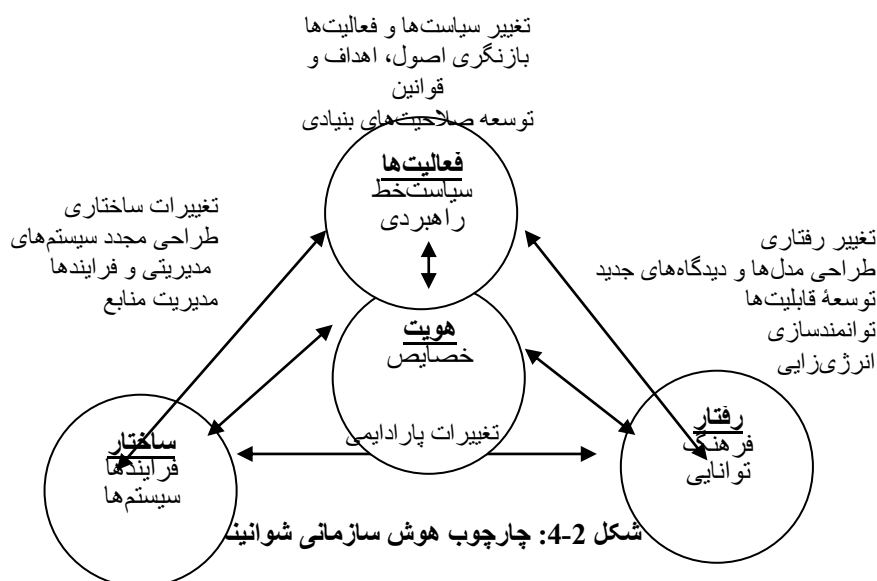 تغییر سیاست‌ها و فعالیت‌ها
بازنگری اصول، اهداف و
قوانین
توسعه صلاحیت‌های بنیادی
فعالیت‌ها
سیاست‌خط
راهبردی
تغییرات ساختاری
طراحی مجدد سیستم‌های
مدیریتی و فرایندها
مدیریت منابع
تغییر رفتاری
طراحی مدل‌ها و دیدگاه‌های جدید
توسعۀ قابلیت‌ها
توانمندسازی
انرژی‌زایی
هویت
خصایص
تغییرات پارادایمی
رفتار
فرهنگ
توانایی
ساختار
فرایندها
سیستم‌ها
شکل 2-4: چارچوب هوش سازمانی شوانینـ